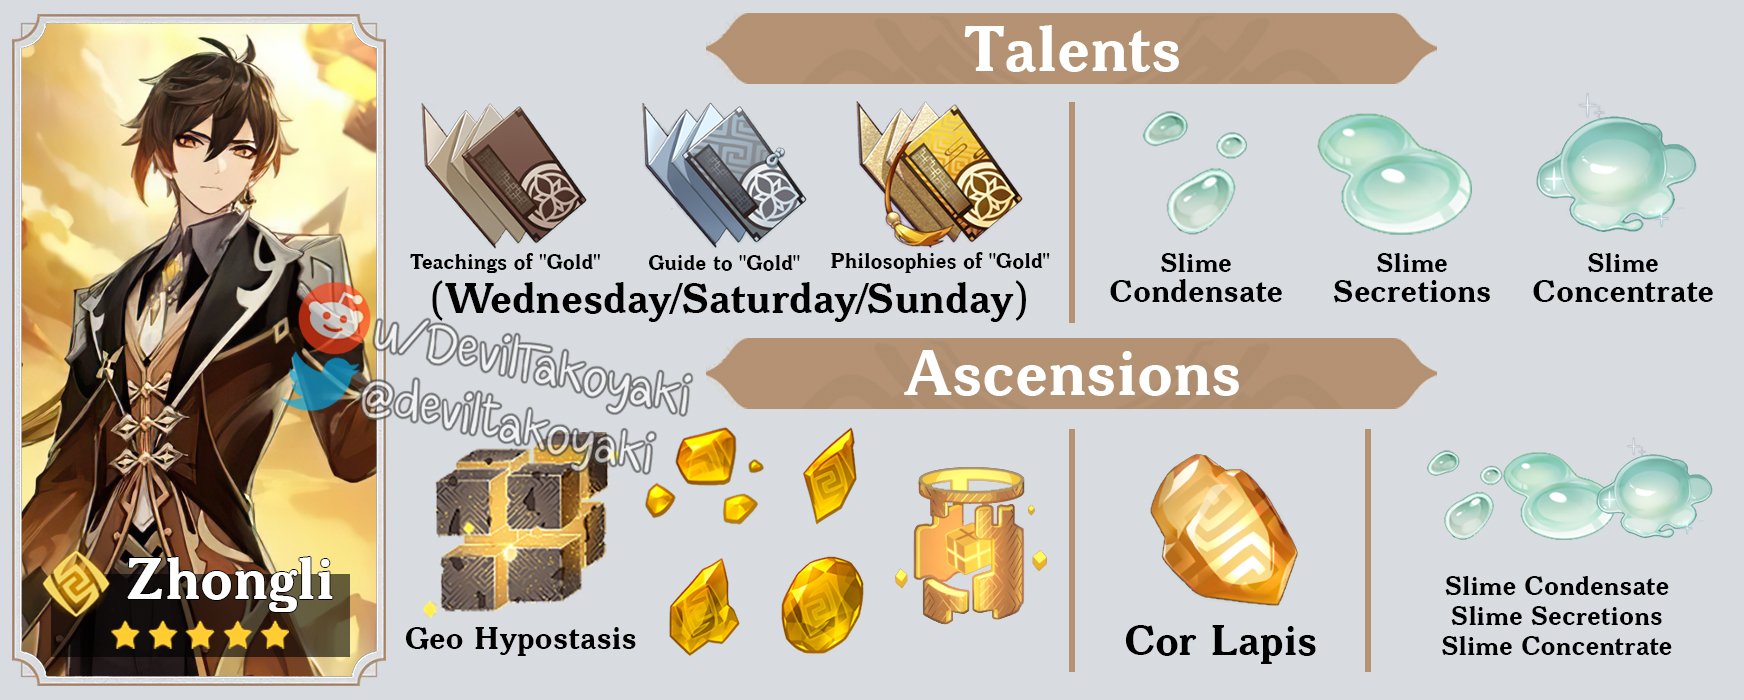 Talents
Teachings of "Gold"
Guide to "Gold"
Philosophies of "Gold"
(Wednesday/Saturday/Sunday)
Slime
Condensate
Slime
Secretions
Slime
Concentrate
u/DevilTakoyaki
@deviltakoyaki
Ascensions
Zhongli
Geo Hypostasis
Cor Lapis
Slime Condensate
Slime Secretions
Slime Concentrate